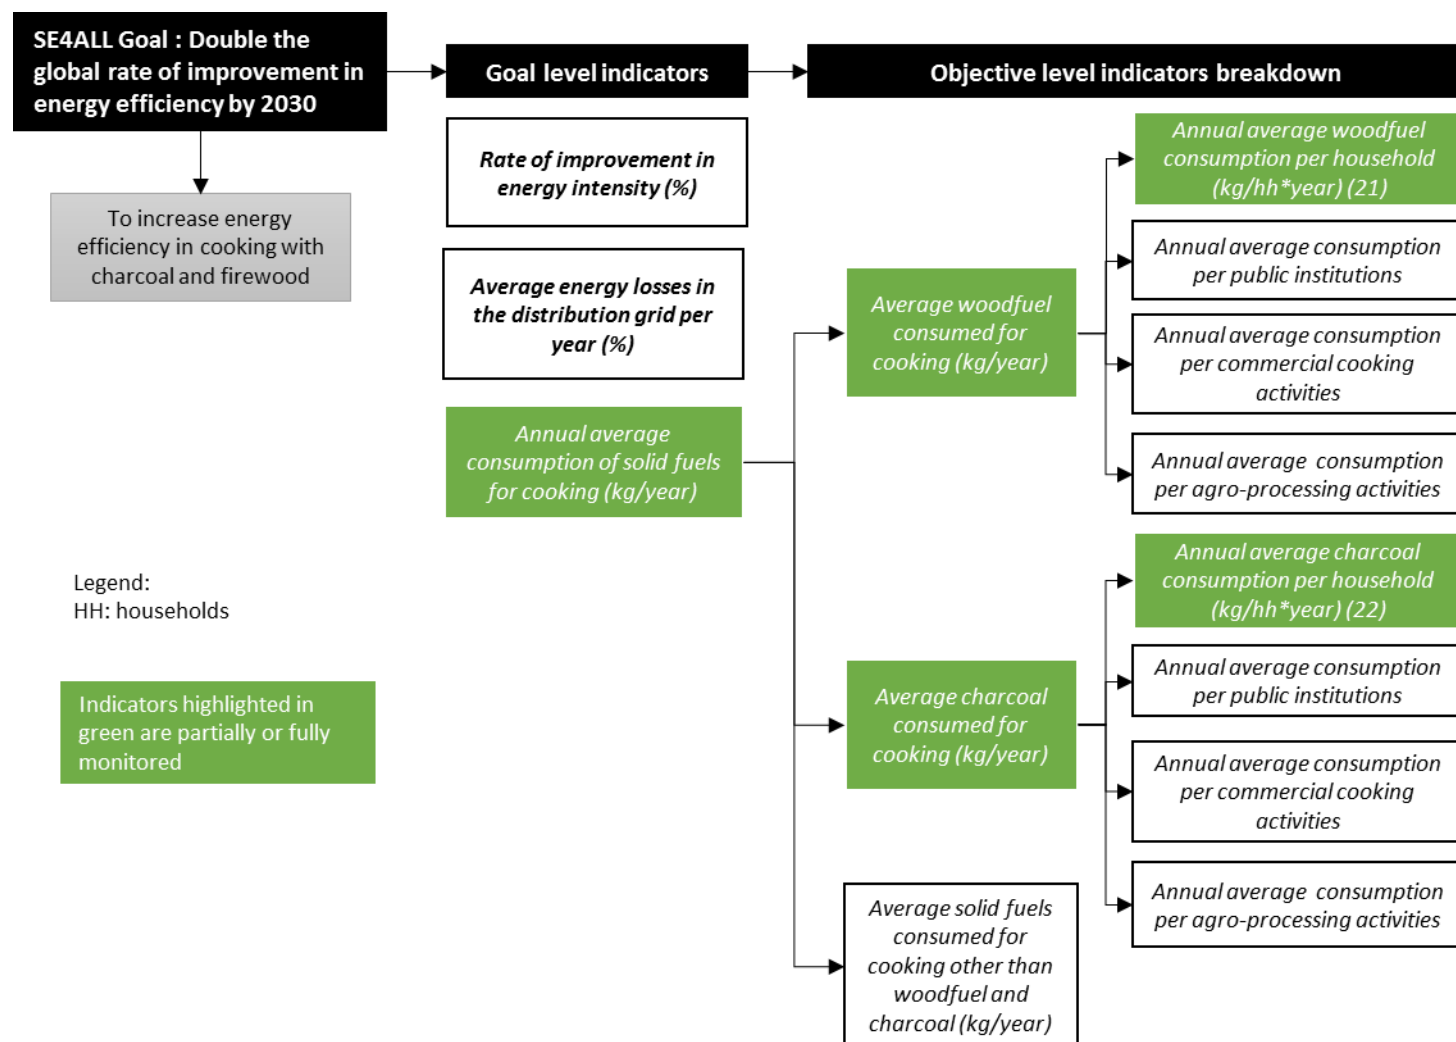 SE4ALL Goal : Double the
global rate of improvement in
energy efficiency by 2030
Goal level indicators
Objective level indicators breakdown
To increase energy
efficiency in cooking with
charcoal and firewood
Rate of improvement in
energy intensity (%)
Average energy losses in
the distribution grid per
year (%)
Annual average
consumption of solid fuels
for cooking (kg/year)
Average woodfuel
consumed for
cooking (kg/year)
Annual average woodfuel
consumption per household
(kg/hh*year) (21)
Annual average consumption
per public institutions
Annual average consumption
per commercial cooking
activities
Annual average consumption
per agro-processing activities
Average charcoal
consumed for
cooking (kg/year)
Annual average charcoal
consumption per household
(kg/hh*year) (22)
Annual average consumption
per public institutions
Annual average consumption
per commercial cooking
activities
Annual average consumption
per agro-processing activities
Average solid fuels
consumed for
cooking other than
woodfuel and
charcoal (kg/year)
Legend:
HH: households
Indicators highlighted in
green are partially or fully
monitored